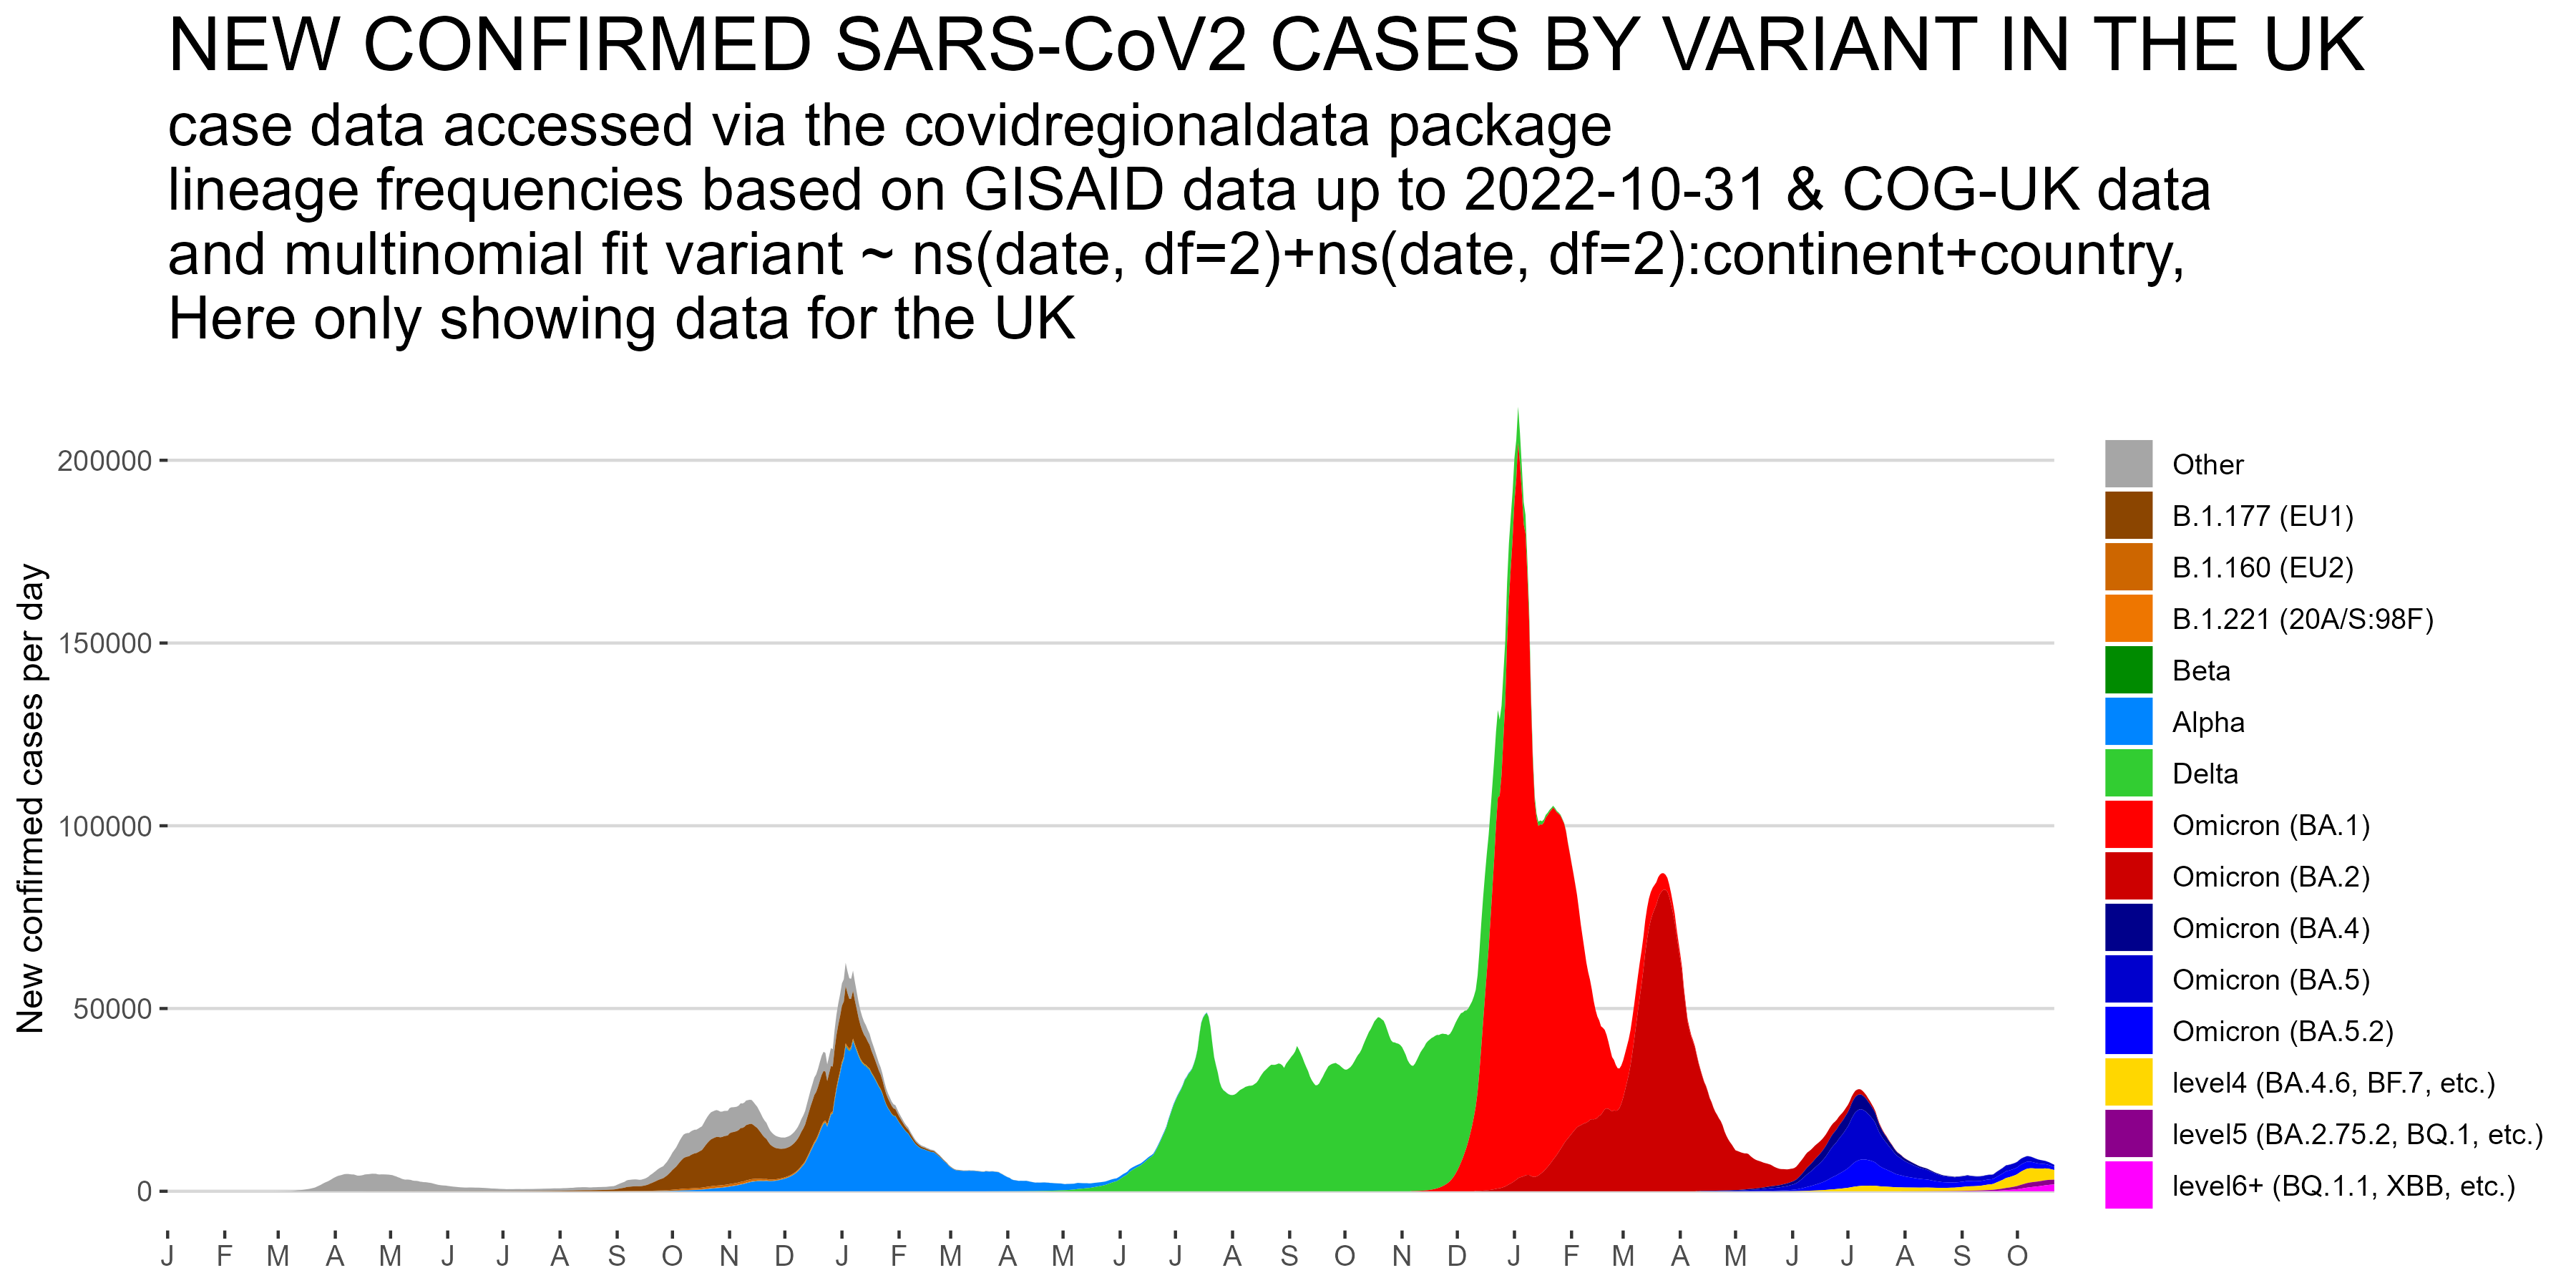 NEW CONFIRMED SARS-CoV2 CASES BY VARIANT IN THE UK
case data accessed via the covidregionaldata package
lineage frequencies based on GISAID data up to 2022-10-31 & COG-UK data
and multinomial fit variant ~ ns(date, df=2)+ns(date, df=2):continent+country,
Here only showing data for the UK
New confirmed cases per day
200000
150000
100000
50000
0
J F M A M J J A S O N D J F M A M J J A S O N D J F M A M J J A S O
Other
B.1.177 (EU1)
B.1.160 (EU2)
B.1.221 (20A/S:98F)
Beta
Alpha
Delta
Omicron (BA.1)
Omicron (BA.2)
Omicron (BA.4)
Omicron (BA.5)
Omicron (BA.5.2)
level4 (BA.4.6, BF.7, etc.)
level5 (BA.2.75.2, BQ.1, etc.)
level6+ (BQ.1.1, XBB, etc.)